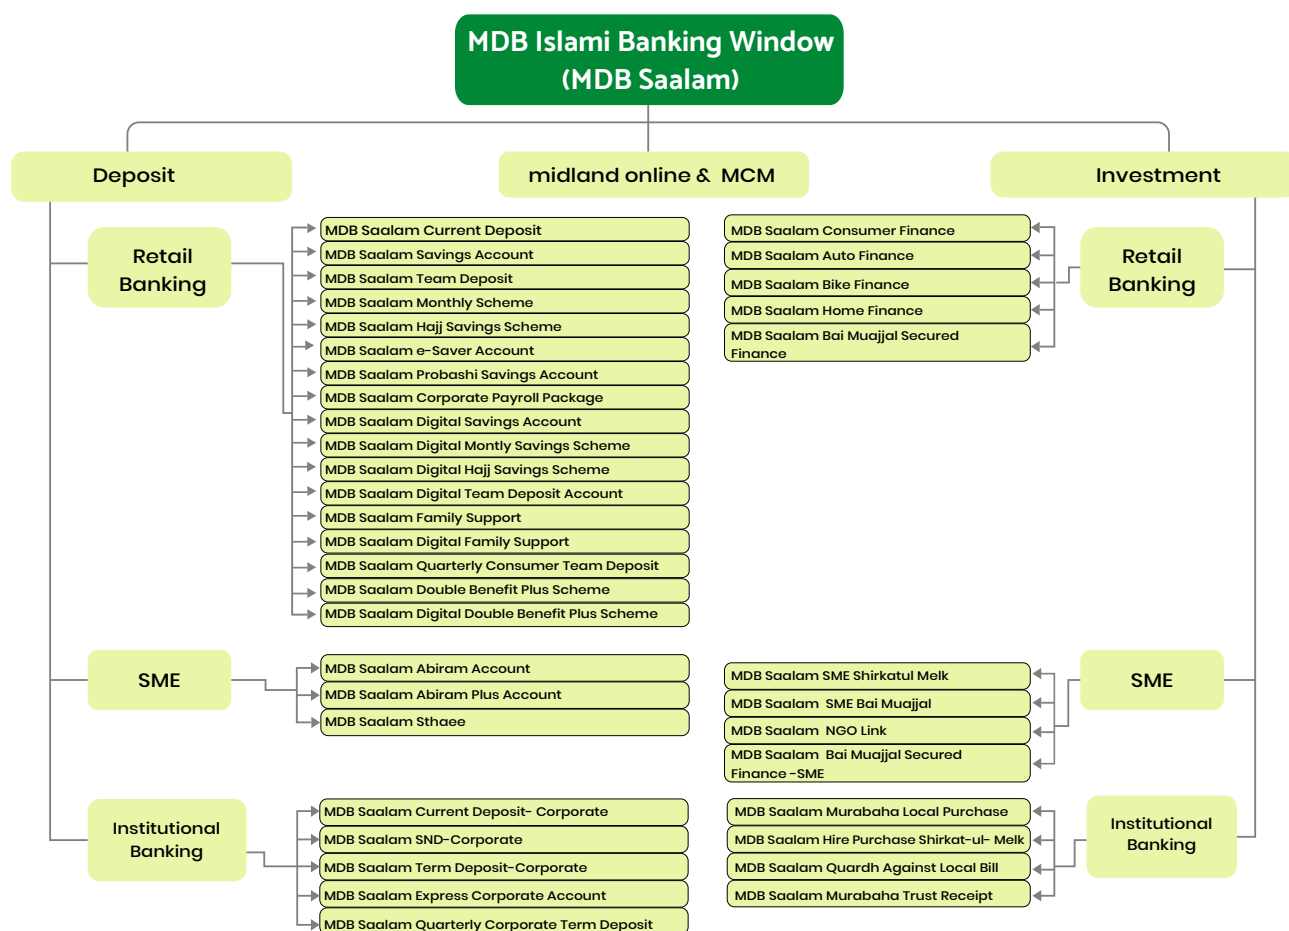 MDB Islami Banking Window
(MDB Saalam)
Deposit
midland online & MCM
Investment
Retail
Banking
MDB Saalam Current Deposit
MDB Saalam Savings Account
MDB Saalam Team Deposit
MDB Saalam Monthly Scheme
MDB Saalam Hajj Savings Scheme
MDB Saalam e-Saver Account
MDB Saalam Probashi Savings Account
MDB Saalam Corporate Payroll Package
MDB Saalam Digital Savings Account
MDB Saalam Digital Montly Savings Scheme
MDB Saalam Digital Hajj Savings Scheme
MDB Saalam Digital Team Deposit Account
MDB Saalam Family Support
MDB Saalam Digital Family Support
MDB Saalam Quarterly Consumer Team Deposit
MDB Saalam Double Benefit Plus Scheme
MDB Saalam Digital Double Benefit Plus Scheme
MDB Saalam Consumer Finance
MDB Saalam Auto Finance
MDB Saalam Bike Finance
MDB Saalam Home Finance
MDB Saalam Bai Muajjal Secured
Finance
Retail
Banking
SME
MDB Saalam Abiram Account
MDB Saalam Abiram Plus Account
MDB Saalam Sthaee
MDB Saalam SME Shirkatul Melk
MDB Saalam SME Bai Muajjal
MDB Saalam NGO Link
MDB Saalam Bai Muajjal Secured
Finance -SME
SME
Institutional
Banking
MDB Saalam Current Deposit- Corporate
MDB Saalam SND-Corporate
MDB Saalam Term Deposit-Corporate
MDB Saalam Express Corporate Account
MDB Saalam Quarterly Corporate Term Deposit
MDB Saalam Murabaha Local Purchase
MDB Saalam Hire Purchase Shirkat-ul- Melk
MDB Saalam Quardh Against Local Bill
MDB Saalam Murabaha Trust Receipt
Institutional
Banking